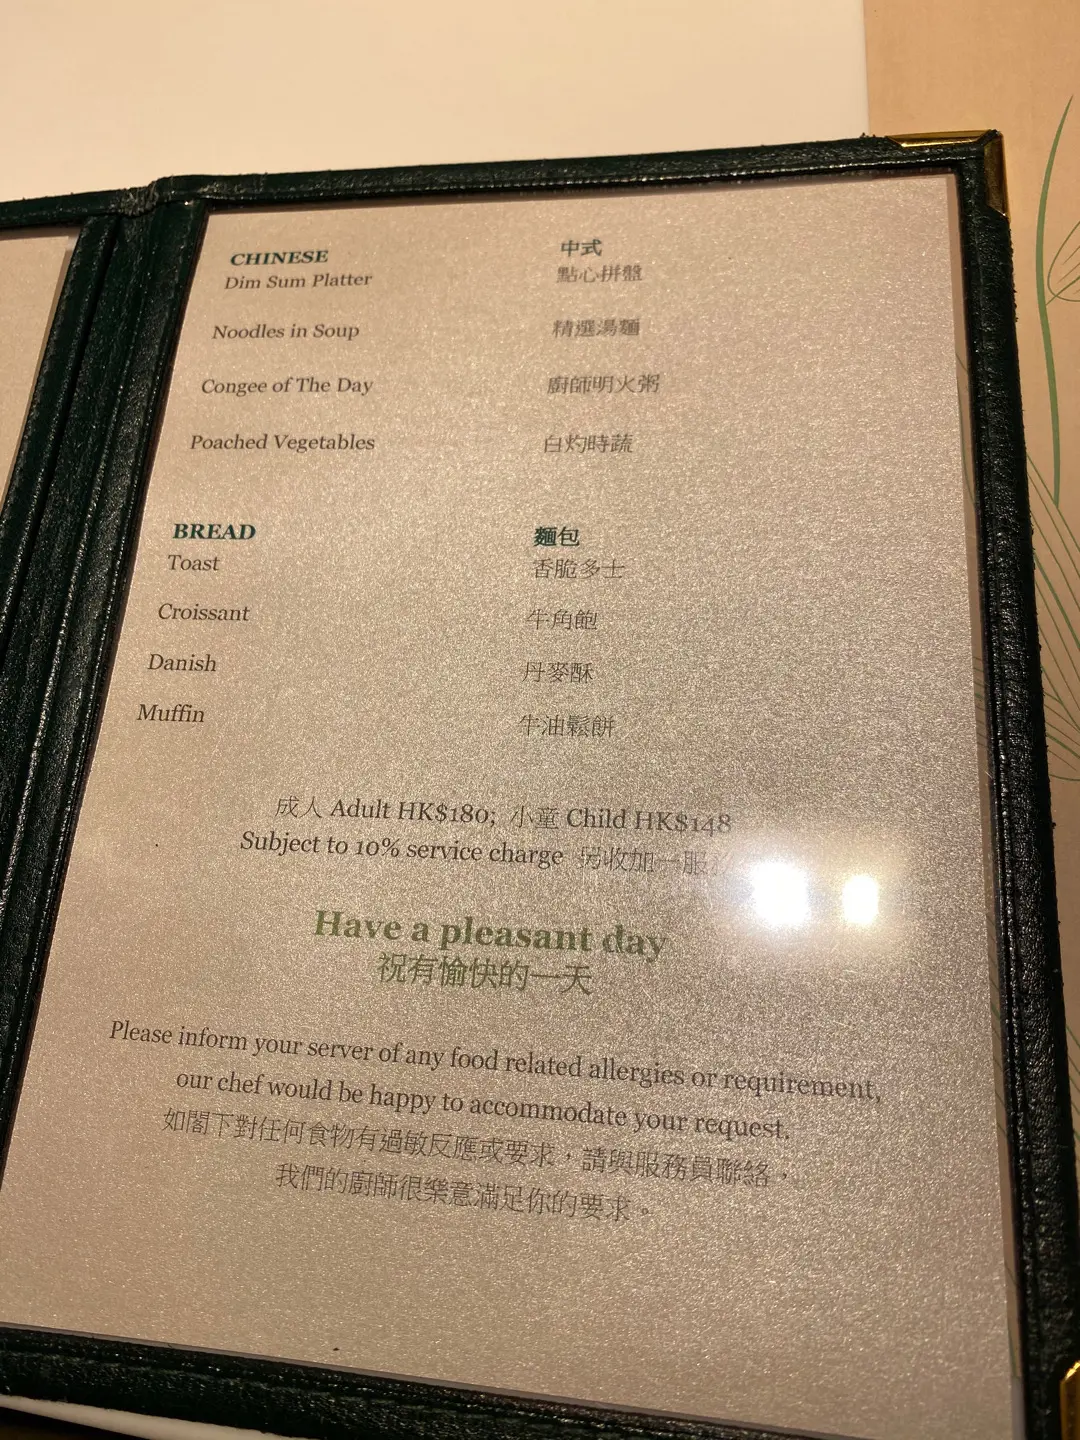 CHINESE 中式
Dim Sum Platter 點心拼盤
Noodles in Soup 精選湯麵
Congee of The Day 廚師明火粥
Poached Vegetables 白灼時蔬
BREAD 麵包
Toast 香脆多士
Croissant 牛角飽
Danish 丹麥酥
Muffin 牛油鬆餅
成人 Adult HK$180; 小童 Child HK$148
Subject to 10% service charge 另收加一服
Have a pleasant day
祝有愉快的一天
Please inform your server of any food related allergies or requirement,
our chef would be happy to accommodate your request.
如閣下對任何食物有過敏反應或要求，請與服務員聯絡，
我們的廚師很樂意滿足你的要求。